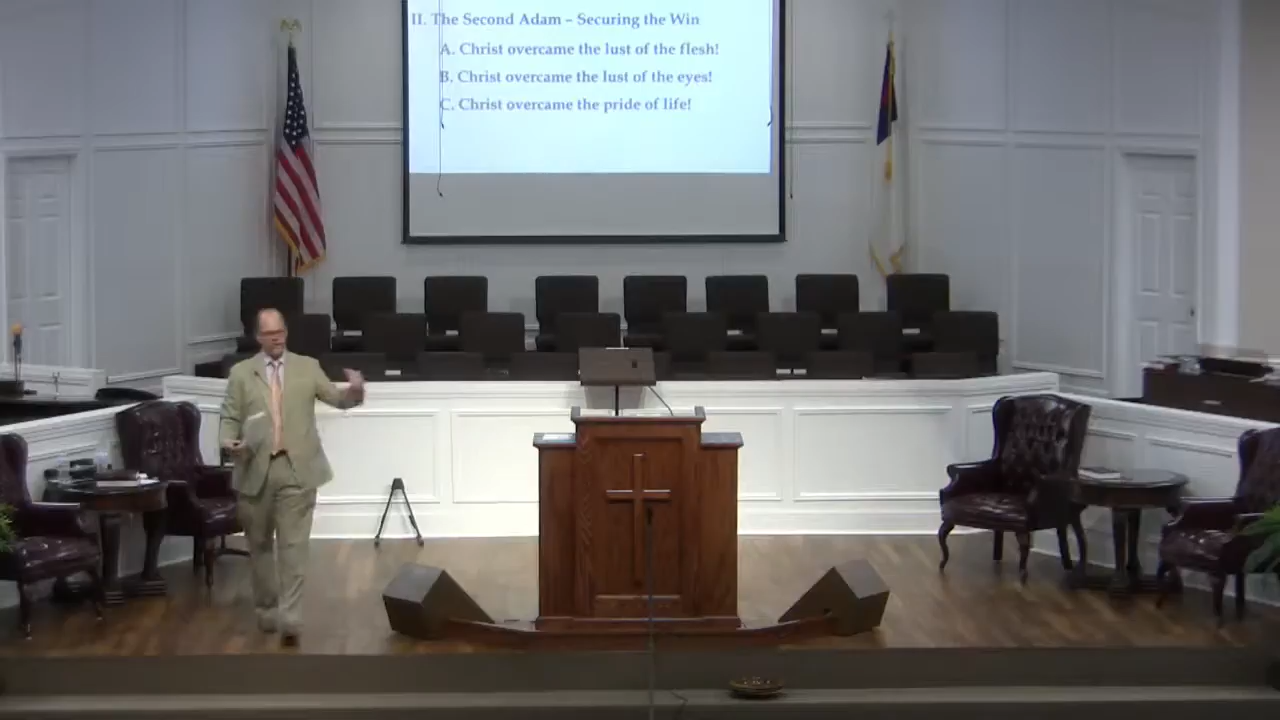 II. The Second Adam – Securing the Win
A. Christ overcame the lust of the flesh!
B. Christ overcame the lust of the eyes!
C. Christ overcame the pride of life!